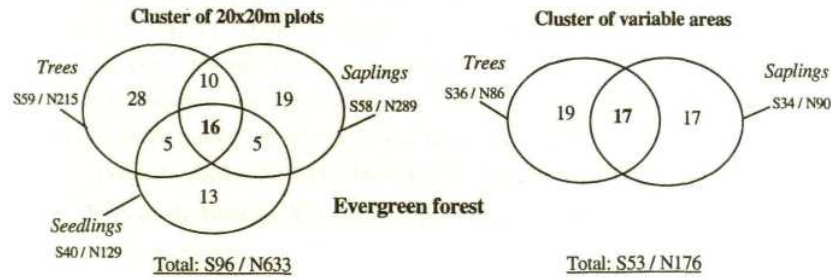 Cluster of 20x20m plots
Trees
S59 / N215
28
10
19
Saplings
S58 / N289
16
5
5
13
Seedlings
S40 / N129
Total: S96 / N633
Evergreen forest
Cluster of variable areas
Trees
S36 / N86
19
17
17
Saplings
S34 / N90
Total: S53 / N176